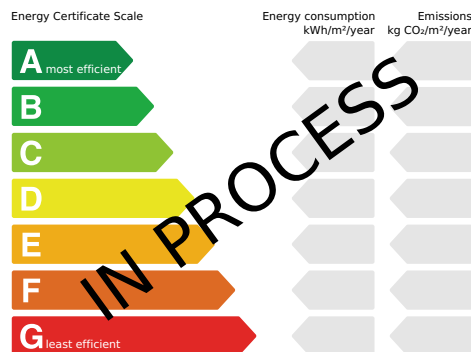 Energy Certificate Scale
Energy consumption
kWh/m²/year
Emissions
kg CO₂/m²/year
A most efficient
B
C
D
E
F
G least efficient
IN PROCESS